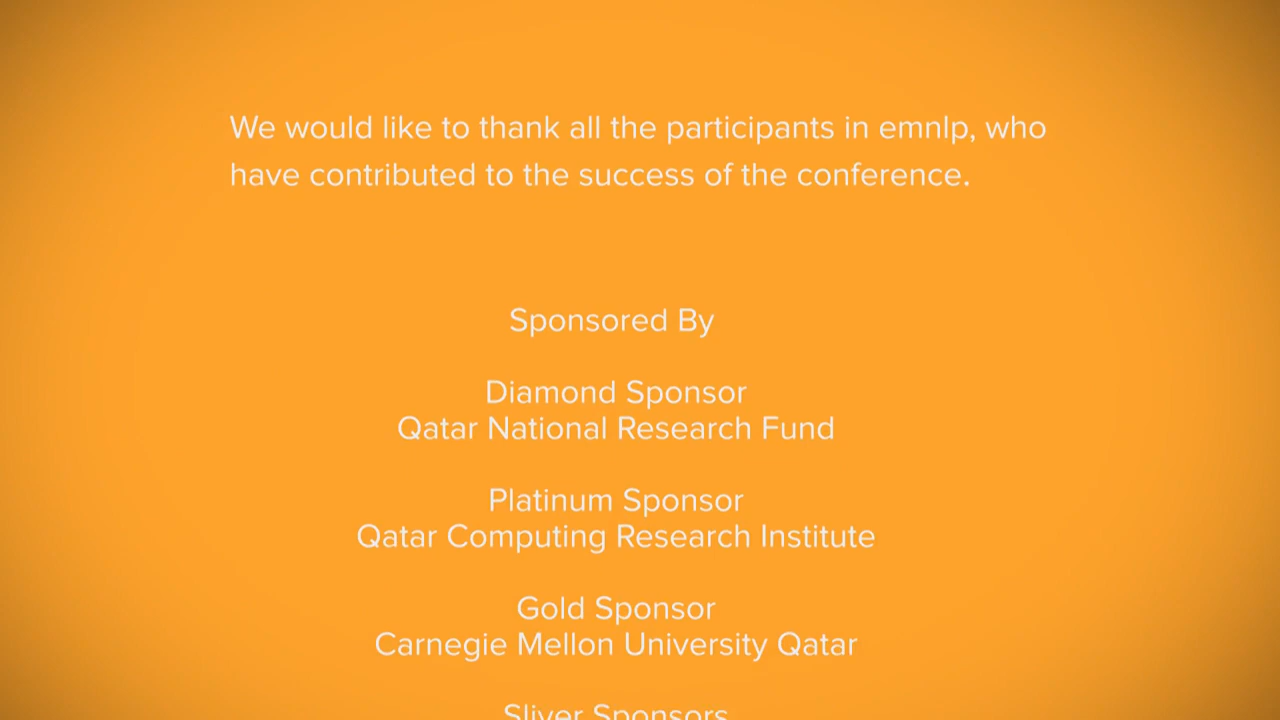 We would like to thank all the participants in emnlp, who
have contributed to the success of the conference.
Sponsored By
Diamond Sponsor
Qatar National Research Fund
Platinum Sponsor
Qatar Computing Research Institute
Gold Sponsor
Carnegie Mellon University Qatar
Sliver Sponsors